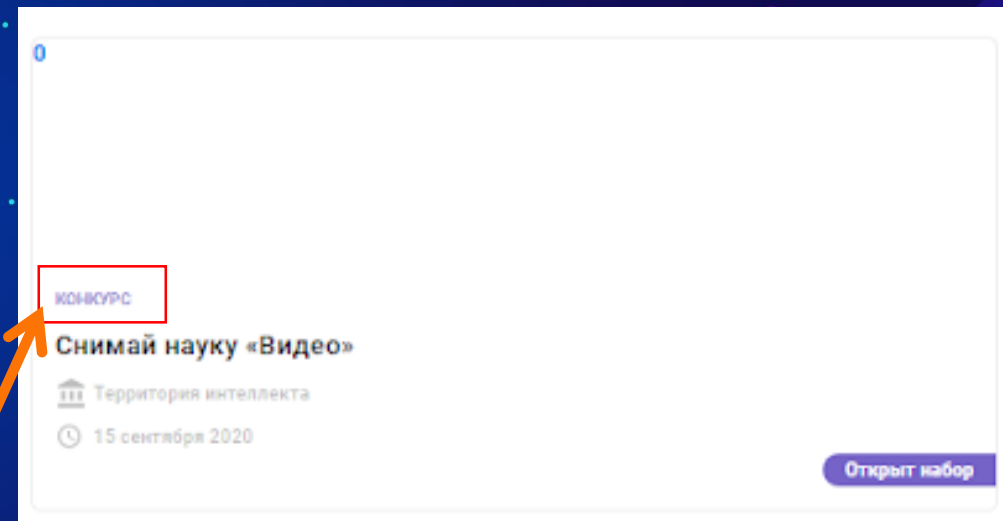 0
КОНКУРС
Снимай науку «Видео»
Территория интеллекта
15 сентября 2020
Открыт набор